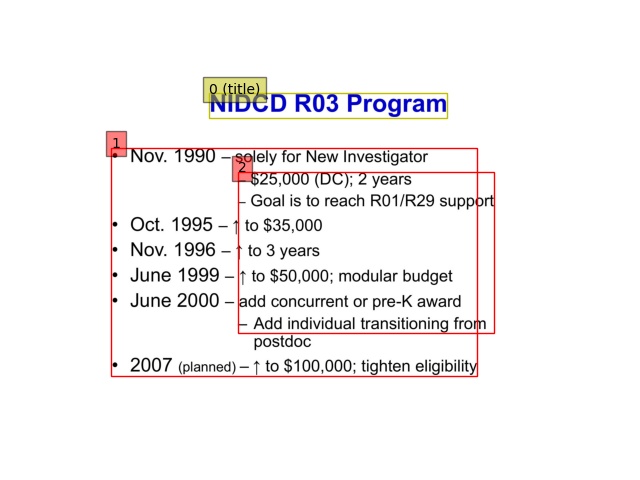 0 (title)
NIDCD R03 Program
1
• Nov. 1990 – solely for New Investigator
2
– $25,000 (DC); 2 years
– Goal is to reach R01/R29 support
• Oct. 1995 – ↑ to $35,000
• Nov. 1996 – ↑ to 3 years
• June 1999 – ↑ to $50,000; modular budget
• June 2000 – add concurrent or pre-K award
– Add individual transitioning from
postdoc
• 2007 (planned) – ↑ to $100,000; tighten eligibility